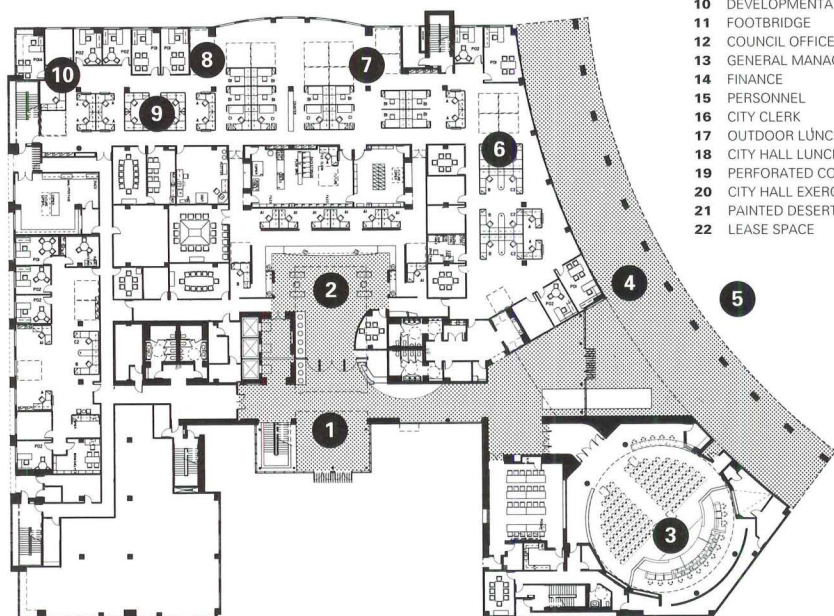 10 DEVELOPMENTA
11 FOOTBRIDGE
12 COUNCIL OFFICE
13 GENERAL MANAG
14 FINANCE
15 PERSONNEL
16 CITY CLERK
17 OUTDOOR LUNC
18 CITY HALL LUNCH
19 PERFORATED CO
20 CITY HALL EXERC
21 PAINTED DESERT
22 LEASE SPACE
10
9
8
7
6
5
4
2
1
3